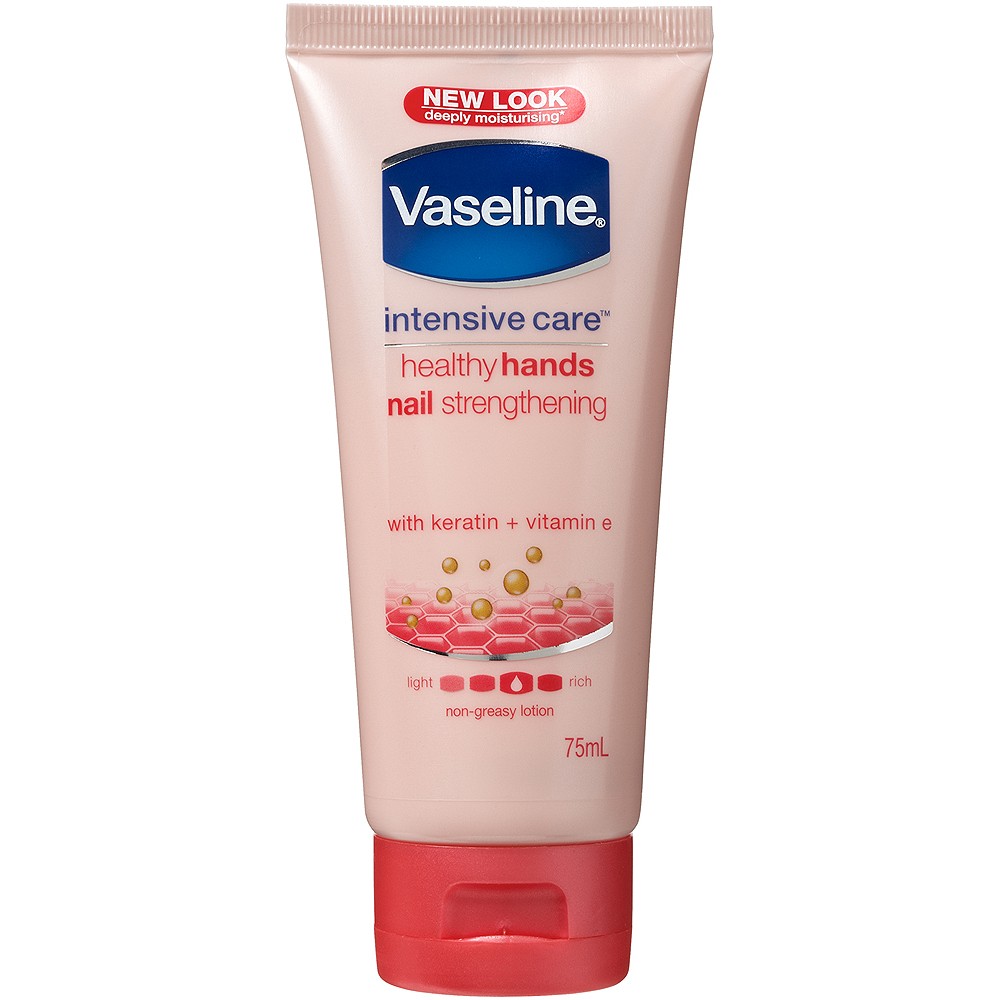 NEW LOOK
deeply moisturising*
Vaseline®
intensive care™
healthy hands
nail strengthening
with keratin + vitamin e
light rich
non-greasy lotion
75mL